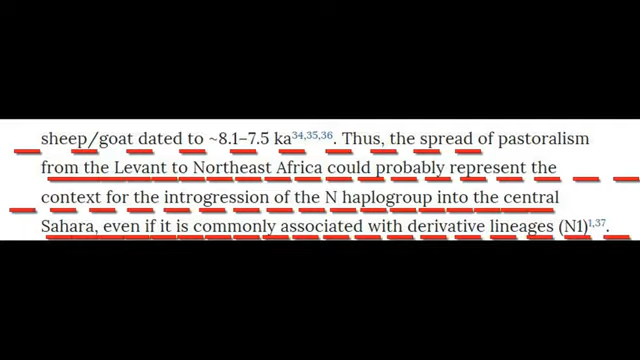 sheep/goat dated to ~8.1–7.5 ka34,35,36. Thus, the spread of pastoralism
from the Levant to Northeast Africa could probably represent the
context for the introgression of the N haplogroup into the central
Sahara, even if it is commonly associated with derivative lineages (N1)1,37.